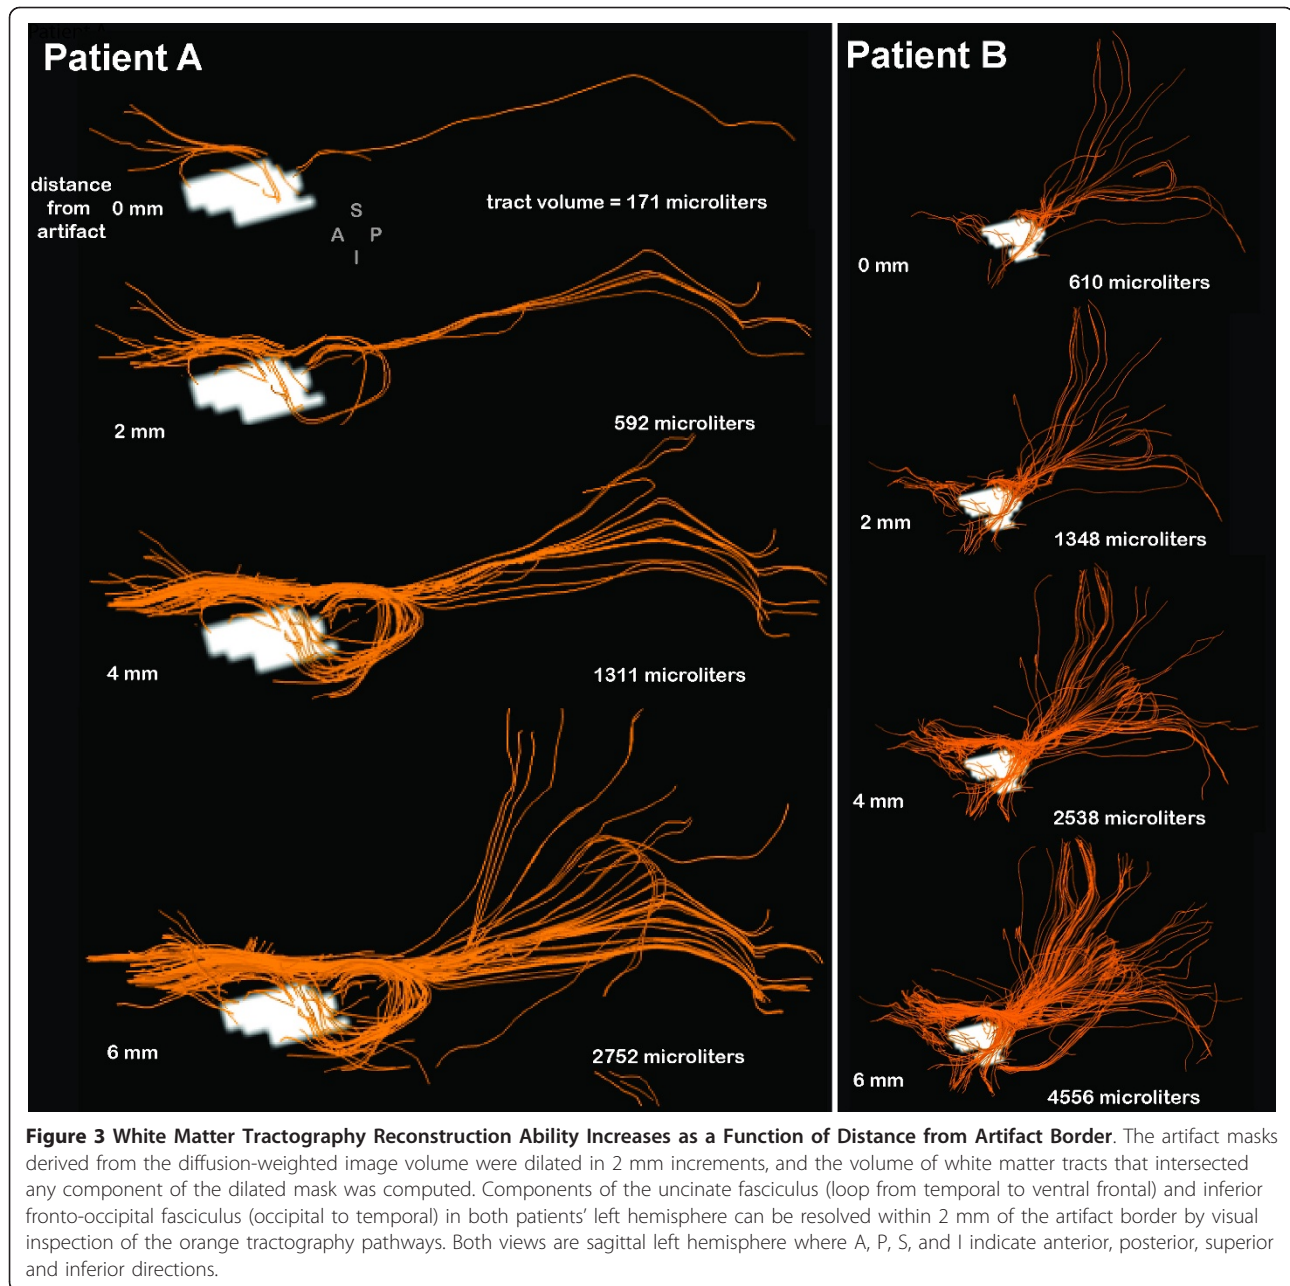 Patient A
distance
from 0 mm
artifact
tract volume = 171 microliters
S
A P
I
2 mm
592 microliters
4 mm
1311 microliters
6 mm
2752 microliters
Patient B
0 mm
610 microliters
2 mm
1348 microliters
4 mm
2538 microliters
6 mm
4556 microliters
Figure 3 White Matter Tractography Reconstruction Ability Increases as a Function of Distance from Artifact Border. The artifact masks
derived from the diffusion-weighted image volume were dilated in 2 mm increments, and the volume of white matter tracts that intersected
any component of the dilated mask was computed. Components of the uncinate fasciculus (loop from temporal to ventral frontal) and inferior
fronto-occipital fasciculus (occipital to temporal) in both patients' left hemisphere can be resolved within 2 mm of the artifact border by visual
inspection of the orange tractography pathways. Both views are sagittal left hemisphere where A, P, S, and I indicate anterior, posterior, superior
and inferior directions.